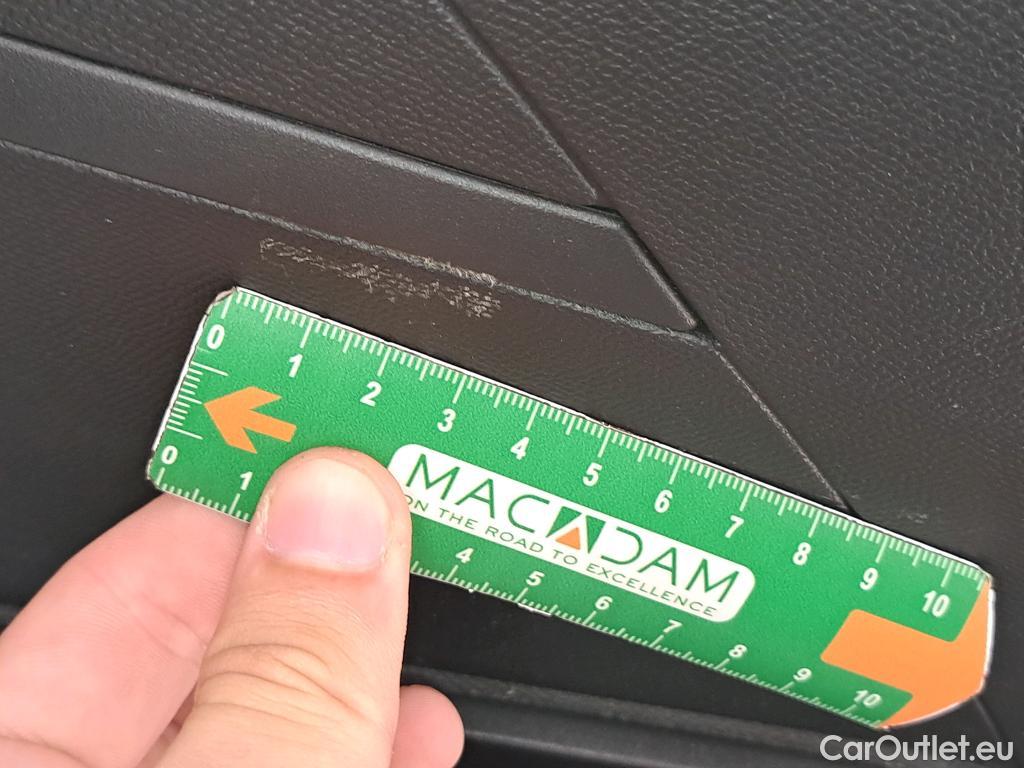 0 1 2 3 4 5 6 7 8 9 10
MACADAM
ON THE ROAD TO EXCELLENCE
0 1 4 5 6 7 8 9 10
CarOutlet.eu